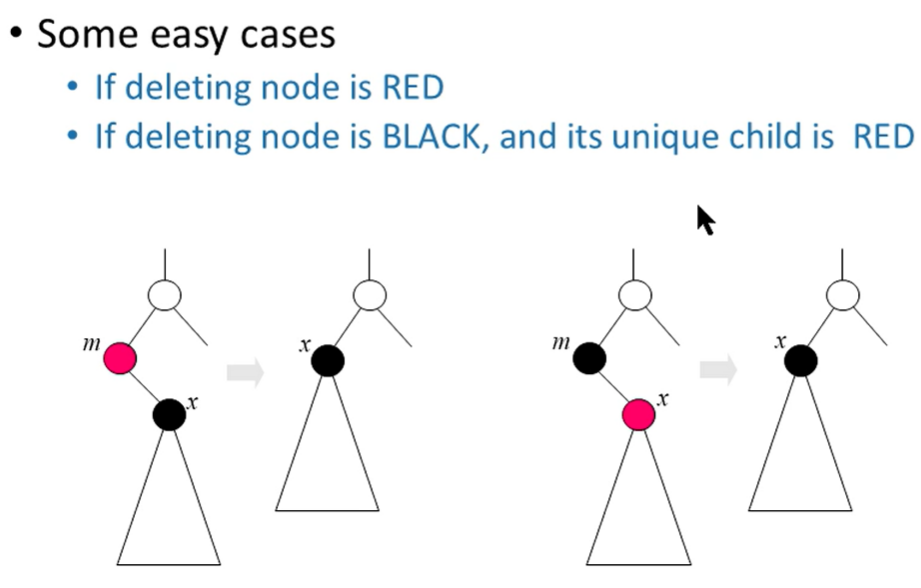 • Some easy cases
• If deleting node is RED
• If deleting node is BLACK, and its unique child is RED
m
x
x
m
x
x